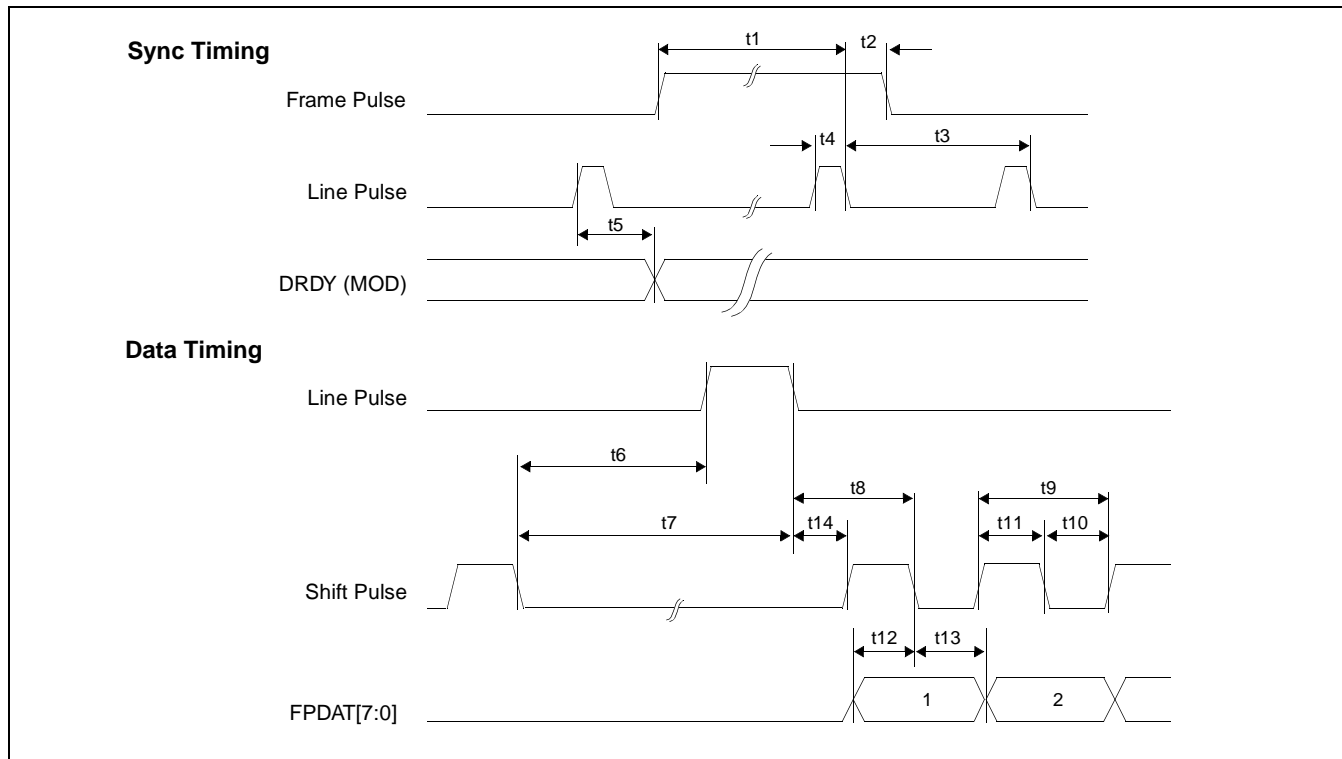 Sync Timing
t1
t2
Frame Pulse
t4
t3
Line Pulse
t5
DRDY (MOD)
Data Timing
Line Pulse
t6
t8
t9
t7
t14
t11
t10
Shift Pulse
t12
t13
FPDAT[7:0]
1
2